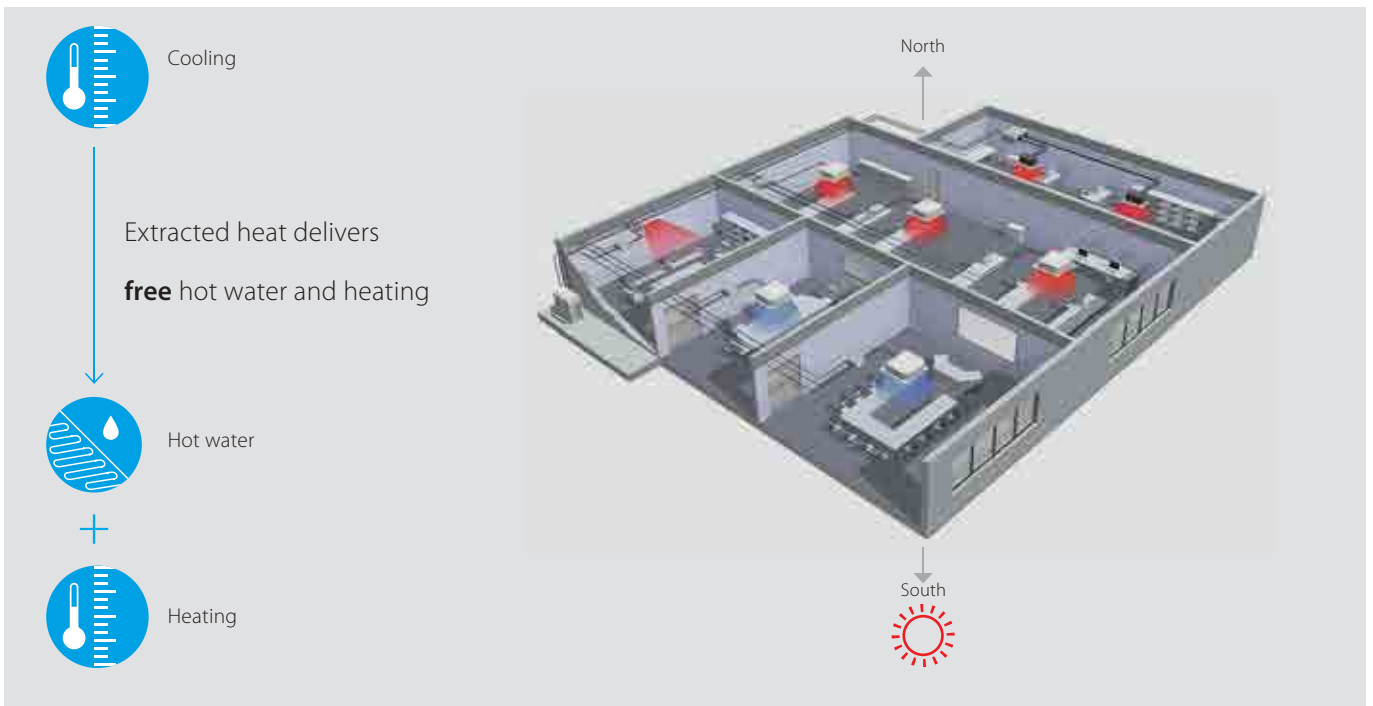 Cooling
Extracted heat delivers
free hot water and heating
Hot water
Heating
North
South